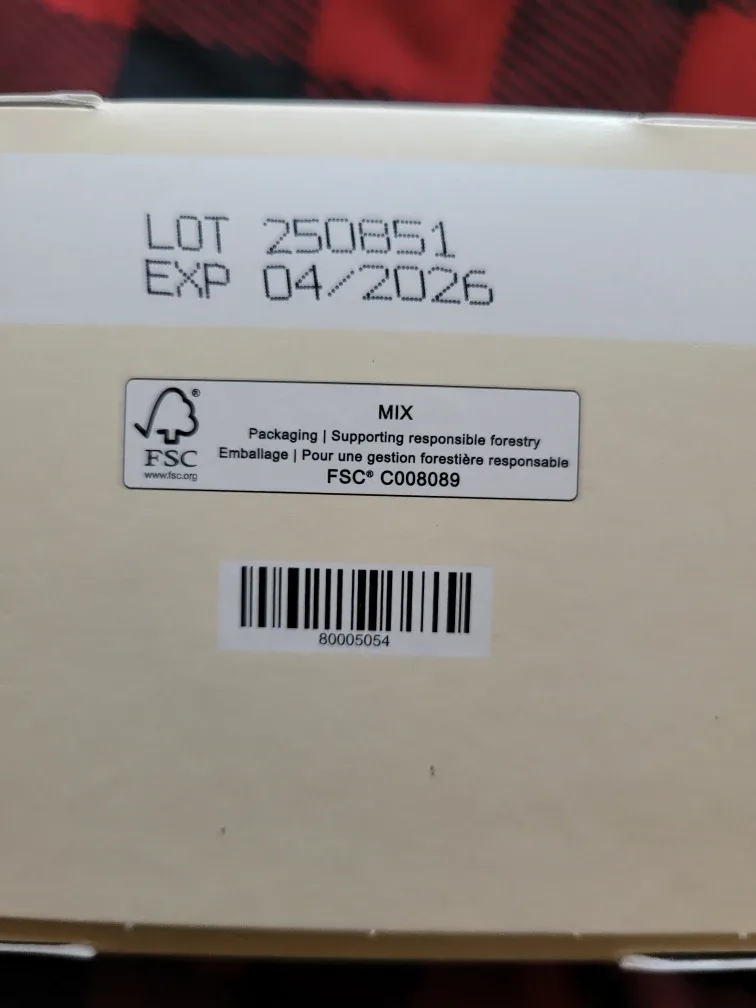 LOT 250851
EXP 04/2026
MIX
Packaging | Supporting responsible forestry
Emballage | Pour une gestion forestière responsable
FSC® C008089
®
FSC
www.fsc.org
80005054